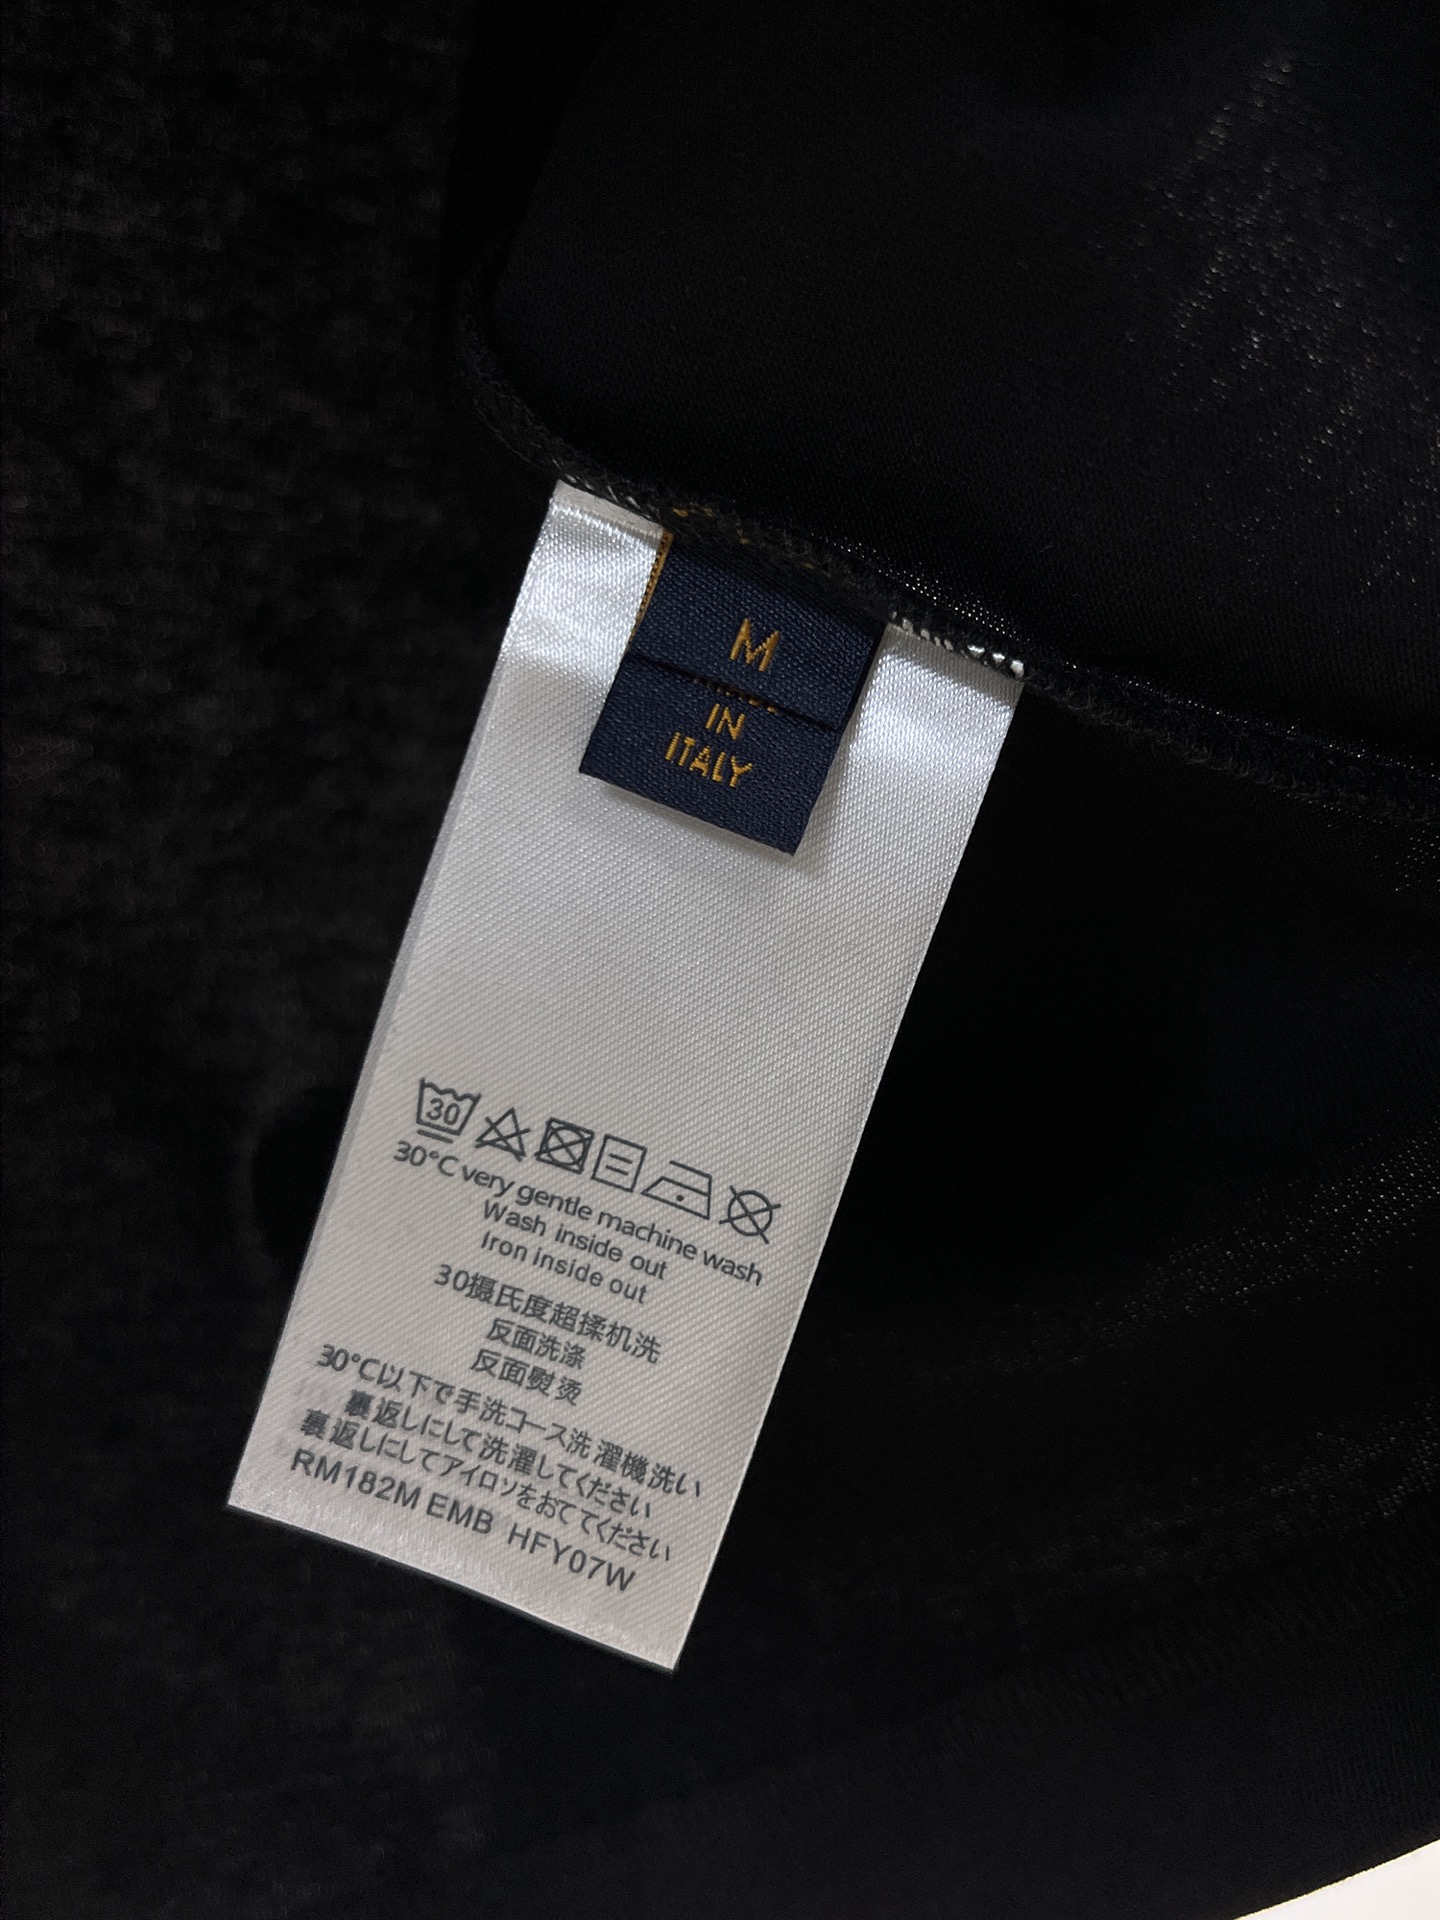 M
IN
ITALY
30
30°C very gentle machine wash
Wash inside out
Iron inside out
30摄氏度超揉机洗
反面洗涤
反面熨烫
30°C以下で手洗コース洗濯機洗い
裏返しにして洗濯してください
裏返しにしてアイロンをおててください
RM182M EMB HFY07W